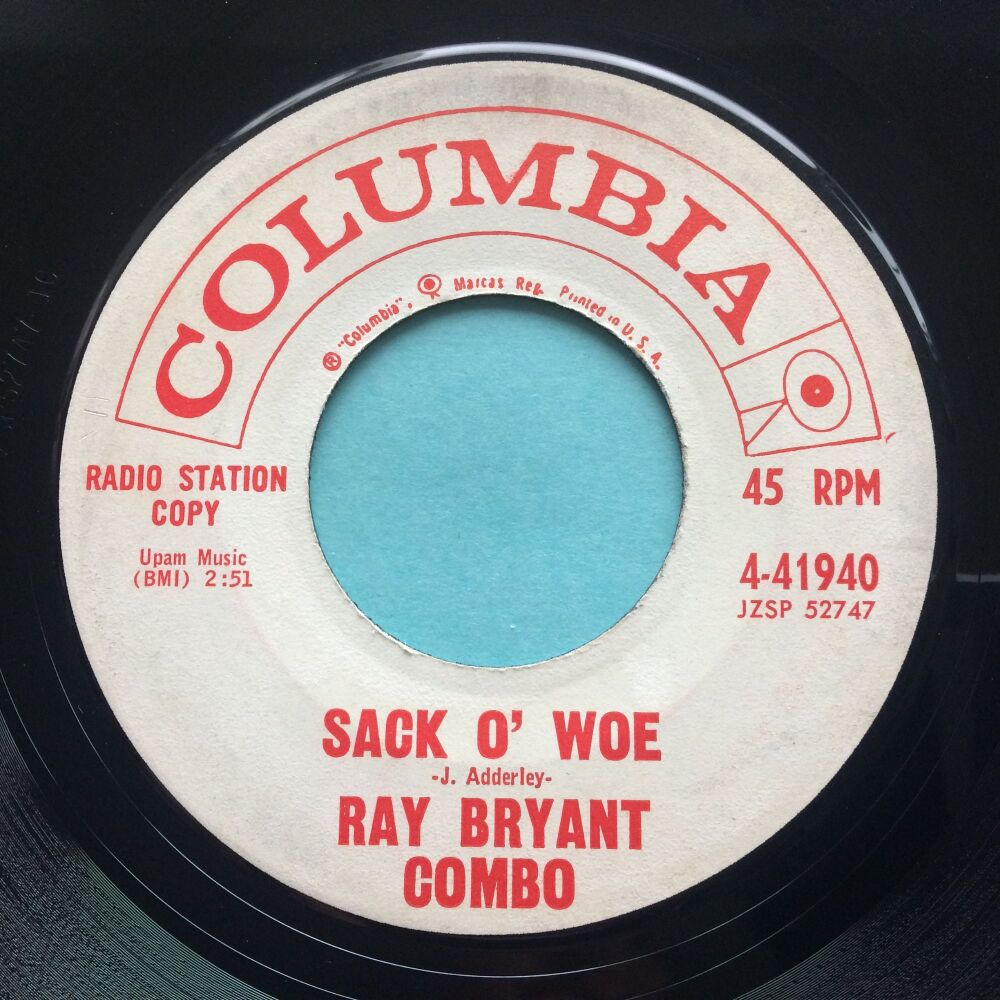 COLUMBIA
® "Columbia", Marcas Reg. Printed in U. S. A.
RADIO STATION
COPY
Upam Music
(BMI) 2:51
45 RPM
4-41940
JZSP 52747
SACK O' WOE
-J. Adderley-
RAY BRYANT
COMBO